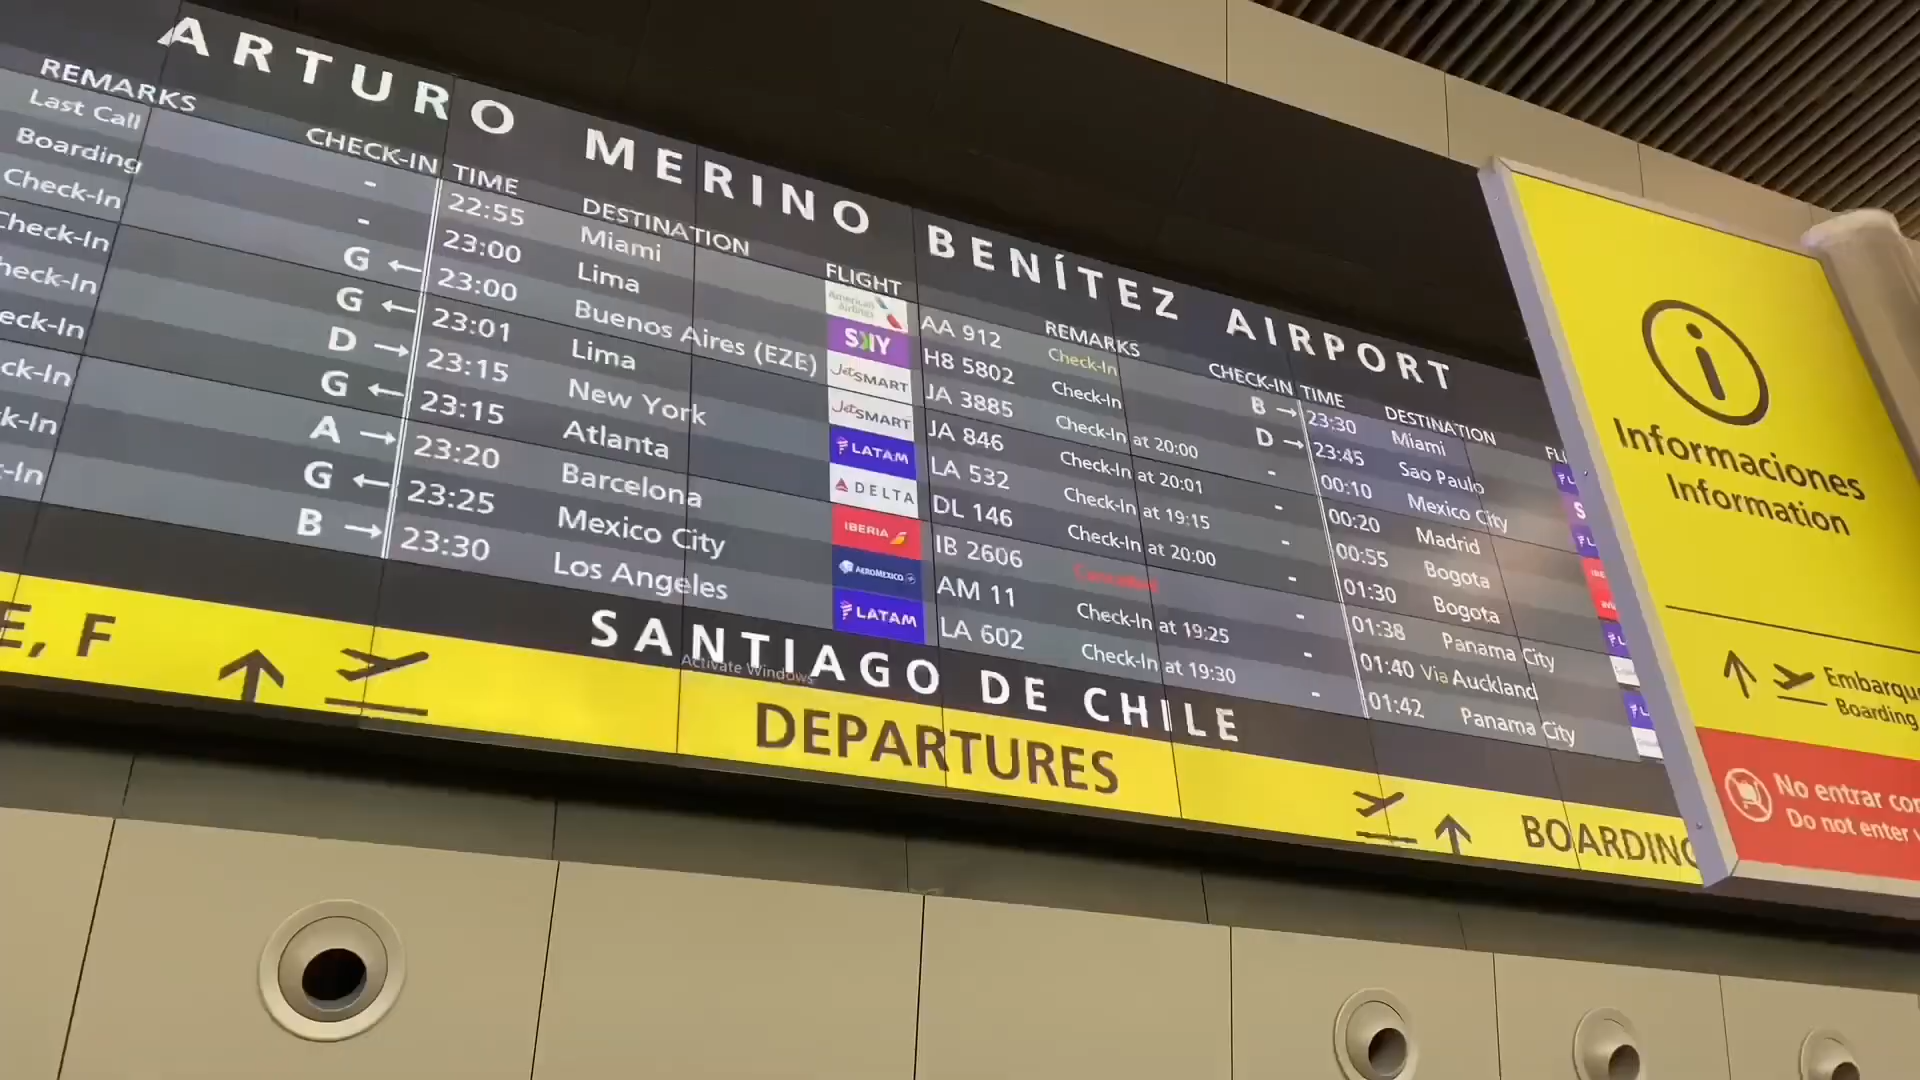 ARTURO MERINO BENÍTEZ AIRPORT
REMARKS CHECK-IN TIME DESTINATION FLIGHT REMARKS CHECK-IN TIME DESTINATION
Last Call - 22:55 Miami American Airlines AA 912 Check-In B → 23:30 Miami
Boarding - 23:00 Lima SKY H8 5802 Check-In D → 23:45 Sao Paulo
Check-In G ← 23:00 Buenos Aires (EZE) JetSMART JA 3885 Check-In at 20:00 - 00:10 Mexico City
Check-In G ← 23:01 Lima JetSMART JA 846 Check-In at 20:01 - 00:20 Madrid
heck-In D → 23:15 New York LATAM LA 532 Check-In at 19:15 - 00:55 Bogota
eck-In G ← 23:15 Atlanta DELTA DL 146 Check-In at 20:00 - 01:30 Bogota
ck-In A → 23:20 Barcelona IBERIA IB 2606 Cancelled - 01:38 Panama City
k-In G ← 23:25 Mexico City AEROMEXICO AM 11 Check-In at 19:25 - 01:40 Via Auckland
-In B → 23:30 Los Angeles LATAM LA 602 Check-In at 19:30 - 01:42 Panama City
SANTIAGO DE CHILE
Activate Windows
E, F
DEPARTURES
BOARDING
i
Informaciones
Information
Embarque
Boarding
No entrar con
Do not enter